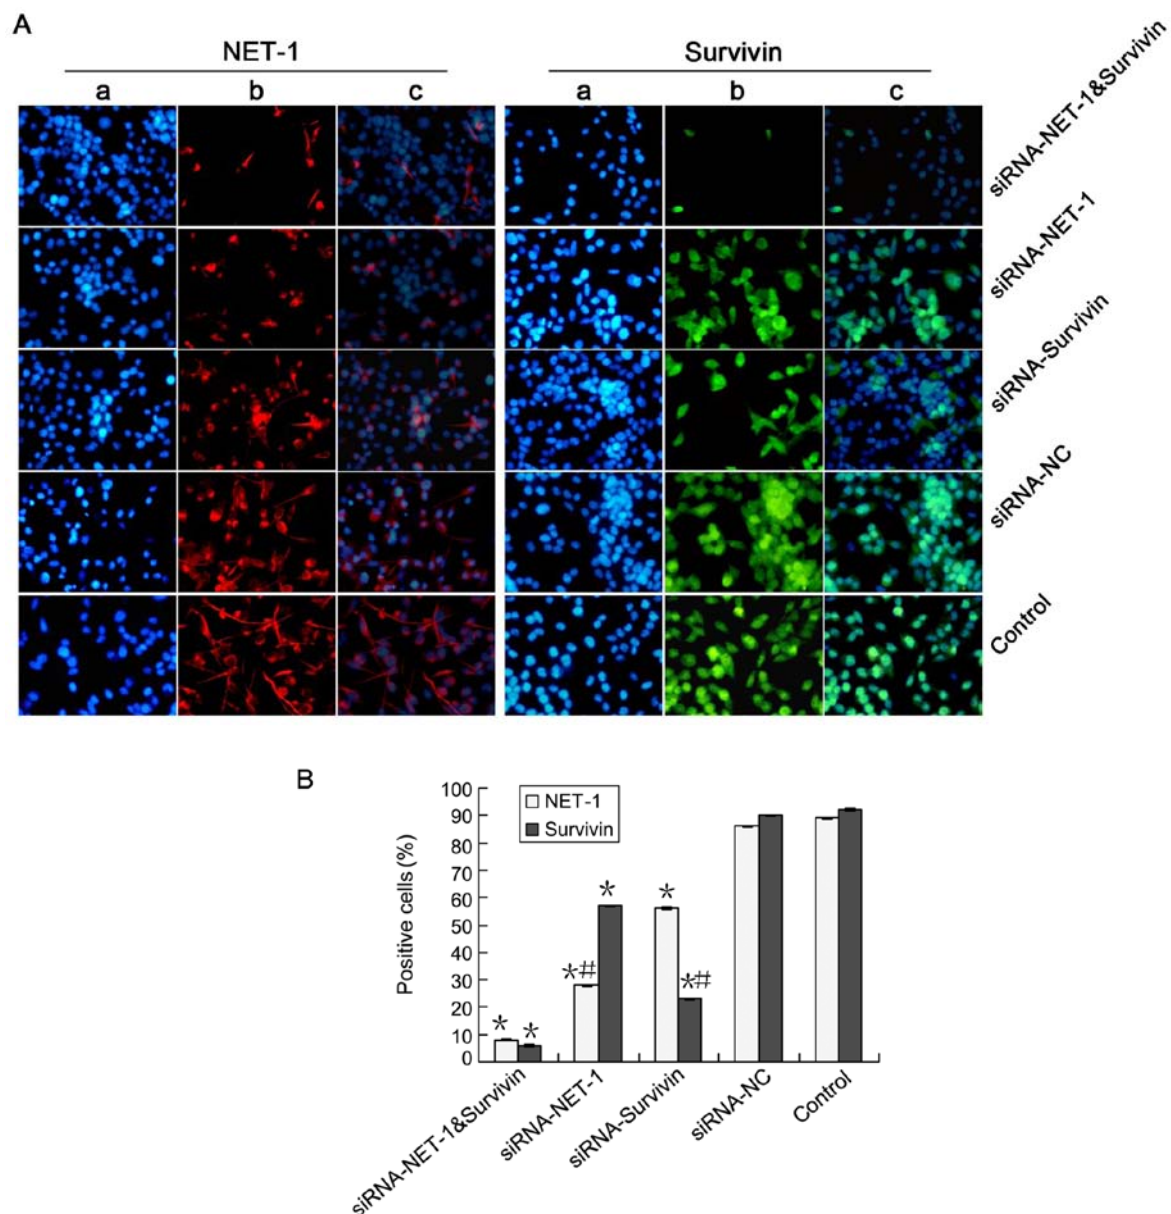 A
NET-1
Survivin
a b c a b c
siRNA-NET-1&Survivin
siRNA-NET-1
siRNA-Survivin
siRNA-NC
Control
B
Positive cells (%)
100
90
80
70
60
50
40
30
20
10
0
NET-1
Survivin
* *
*# *
* *#
siRNA-NET-1&Survivin
siRNA-NET-1
siRNA-Survivin
siRNA-NC
Control